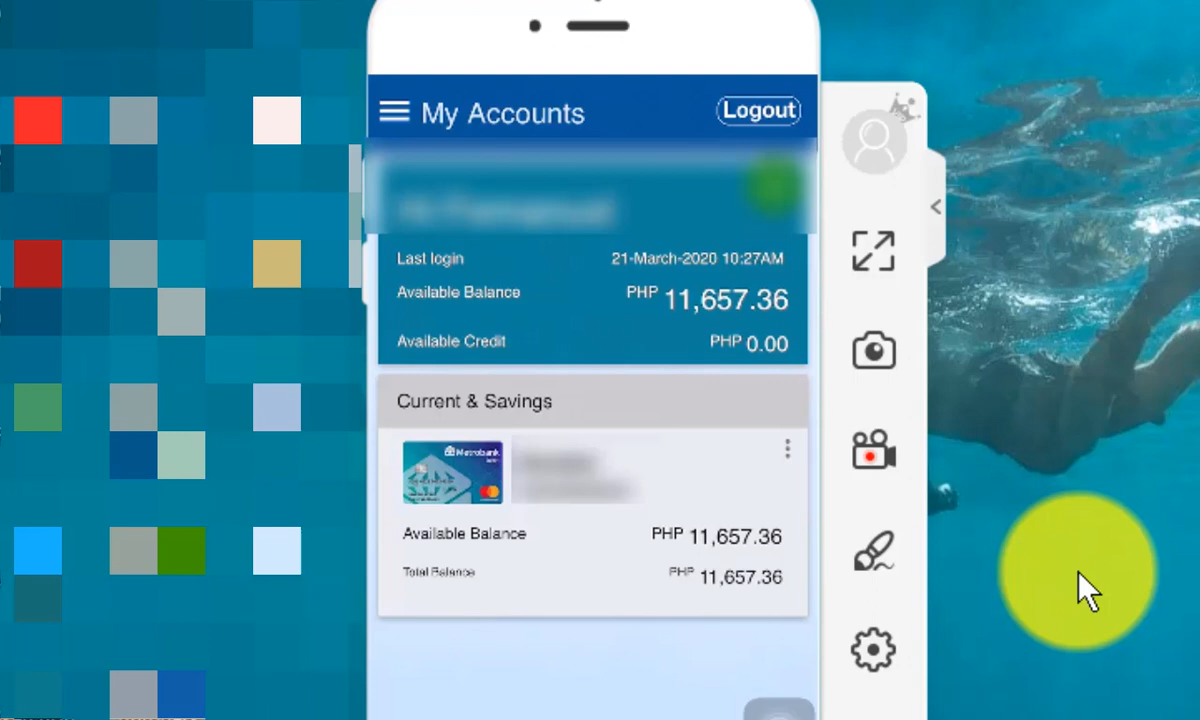 My Accounts
Logout
Last login 21-March-2020 10:27AM
Available Balance PHP 11,657.36
Available Credit PHP 0.00
Current & Savings
Metrobank
Available Balance PHP 11,657.36
Total Balance PHP 11,657.36